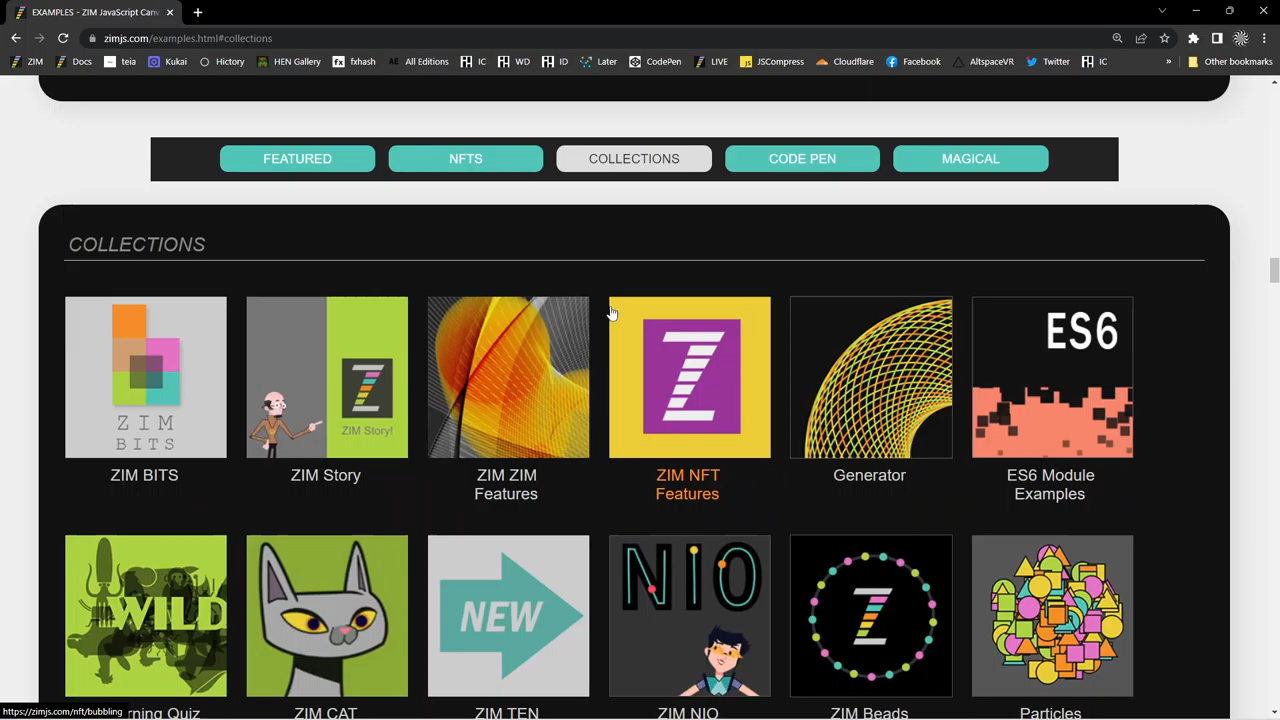 EXAMPLES - ZIM JavaScript Canv
zimjs.com/examples.html#collections
ZIM Docs teia Kukai Hictory HEN Gallery fxhash All Editions IC WD ID Later CodePen LIVE JSCompress Cloudflare Facebook AltspaceVR Twitter IC » Other bookmarks
FEATURED NFTS COLLECTIONS CODE PEN MAGICAL
COLLECTIONS
ZIM
BITS
ZIM Story!
ES6
ZIM BITS
ZIM Story
ZIM ZIM
Features
ZIM NFT
Features
Generator
ES6 Module
Examples
WILD
NEW
NIO
Z
rning Quiz
ZIM CAT
ZIM TEN
ZIM NIO
ZIM Beads
Particles
https://zimjs.com/nft/bubbling